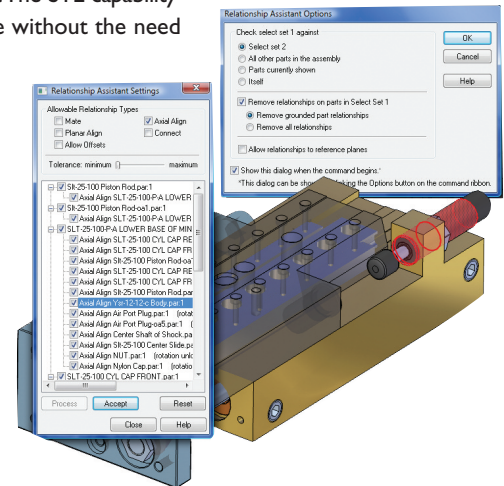 The STE capability
e without the need
Relationship Assistant Options
Check select set 1 against
Select set 2
All other parts in the assembly
Parts currently shown
Itself
Remove relationships on parts in Select Set 1
Remove grounded part relationships
Remove all relationships
Allow relationships to reference planes
Show this dialog when the command begins.*
*This dialog can be sho king the Options button on the command ribbon.
OK
Cancel
Help
Relationship Assistant Settings
Allowable Relationship Types
Mate
Axial Align
Planar Align
Connect
Allow Offsets
Tolerance: minimum
maximum
Slt-25-100 Piston Rod.par:1
Axial Align SLT-25-100-P-A LOWER
Slt-25-100 Piston Rod-oa1.par:1
Axial Align SLT-25-100-P-A LOWER
SLT-25-100-P-A LOWER BASE OF MIN
Axial Align SLT-25-100 CYL CAP RE
Axial Align SLT-25-100 CYL CAP FR
Axial Align Slt-25-100 Piston Rod-oa
Axial Align SLT-25-100 CYL CAP RE
Axial Align SLT-25-100 CYL CAP FR
Axial Align Slt-25-100 Piston Rod.par
Axial Align Ysr-12-12-c Body.par:1
Axial Align Air Port Plug.par:1 (rotat
Axial Align Air Port Plug-oa5.par:1 (
Axial Align Center Shaft of Shock.pa
Axial Align Slt-25-100 Center Slide.pa
Axial Align NUT.par:1 (rotation unlo
Axial Align Nylon Cap.par:1 (rotatio
SLT-25-100 CYL CAP FRONT.par:1
Process
Accept
Reset
Close
Help